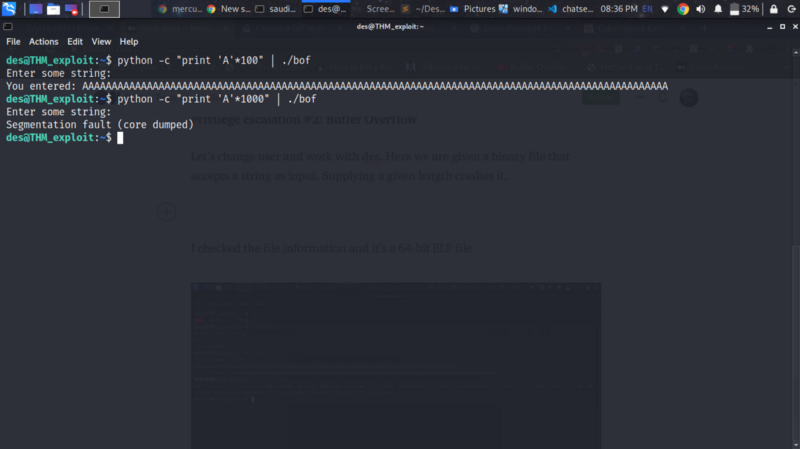 mercu
New s
saudi
des@
Scree
~/Des
Pictures
windo
chatse
08:36 PM
EN
32%
des@THM_exploit: ~
File Actions Edit View Help
des@THM_exploit:~$ python -c "print 'A'*100" | ./bof
Enter some string:
You entered: AAAAAAAAAAAAAAAAAAAAAAAAAAAAAAAAAAAAAAAAAAAAAAAAAAAAAAAAAAAAAAAAAAAAAAAAAAAAAAAAAAAAAAAAAAAAAAAAAAAA
des@THM_exploit:~$ python -c "print 'A'*1000" | ./bof
Enter some string:
Segmentation fault (core dumped)
des@THM_exploit:~$
Privilege escalation #2: Buffer Overflow
Let's change user and work with des. Here we are given a binary file that
accepts a string as input. Supplying a given length crashes it.
I checked the file information and it's a 64-bit ELF file